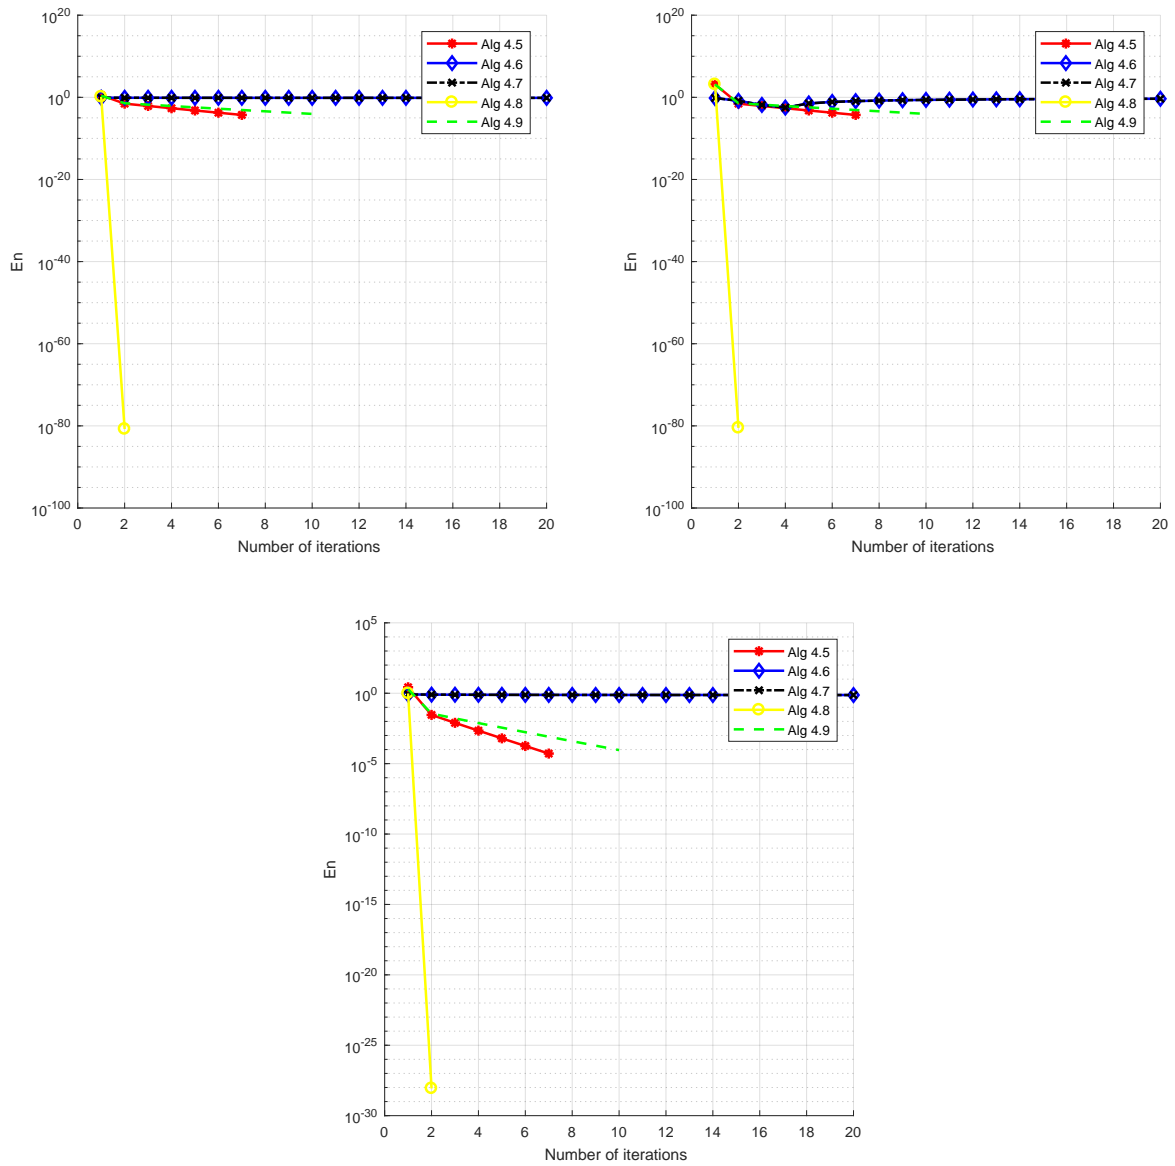 10^20
10^0
10^-20
10^-40
10^-60
10^-80
10^-100
En
0 2 4 6 8 10 12 14 16 18 20
Number of iterations
Alg 4.5
Alg 4.6
Alg 4.7
Alg 4.8
Alg 4.9
10^20
10^0
10^-20
10^-40
10^-60
10^-80
10^-100
En
0 2 4 6 8 10 12 14 16 18 20
Number of iterations
Alg 4.5
Alg 4.6
Alg 4.7
Alg 4.8
Alg 4.9
10^5
10^0
10^-5
10^-10
10^-15
10^-20
10^-25
10^-30
En
0 2 4 6 8 10 12 14 16 18 20
Number of iterations
Alg 4.5
Alg 4.6
Alg 4.7
Alg 4.8
Alg 4.9